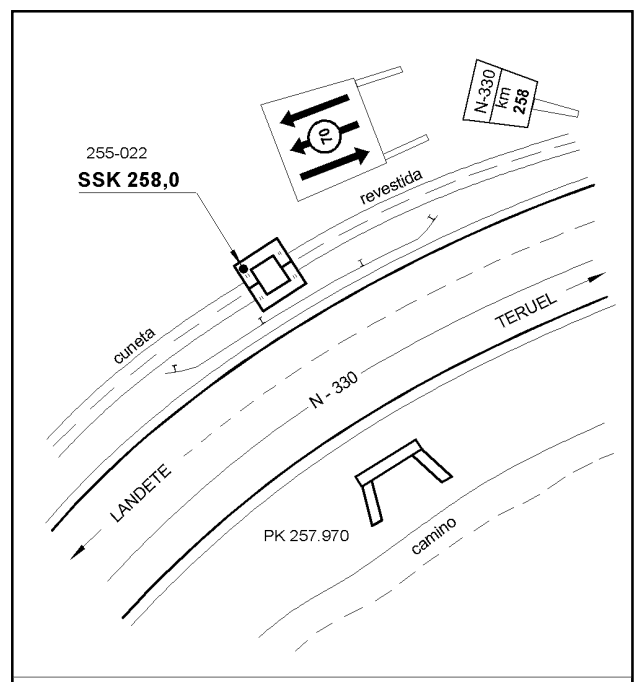 N-330
km
258
70
255-022
SSK 258,0
revestida
cuneta
TERUEL
N - 330
LANDETE
PK 257.970
camino